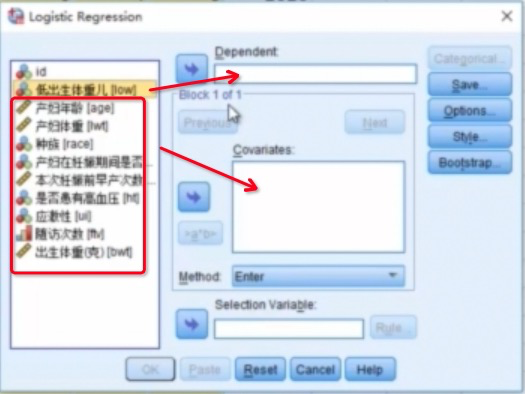 Logistic Regression
id
低出生体重儿 [low]
产妇年龄 [age]
产妇体重 [lwt]
种族 [race]
产妇在妊娠期间是否...
本次妊娠前早产次数...
是否患有高血压 [ht]
应激性 [ui]
随访次数 [ftv]
出生体重(克) [bwt]
Dependent:
Block 1 of 1
Previous
Next
Covariates:
>a*b>
Method:
Enter
Selection Variable:
Rule...
Categorical...
Save...
Options...
Style...
Bootstrap...
OK
Paste
Reset
Cancel
Help